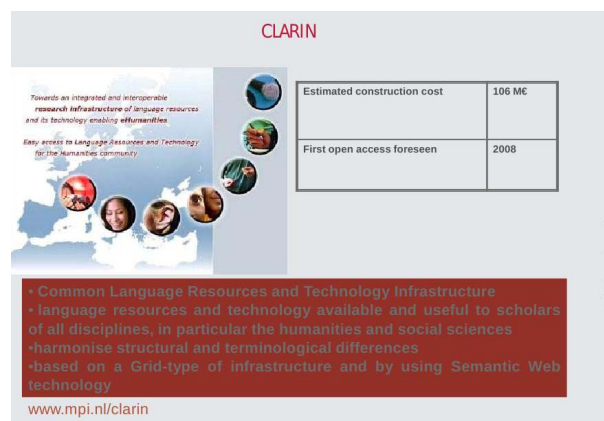 CLARIN
Towards an integrated and interoperable
research infrastructure of language resources
and its technology enabling eHumanities
Easy access to Language Resources and Technology
for the Humanities community
Estimated construction cost 106 M€
First open access foreseen 2008
• Common Language Resources and Technology Infrastructure
• language resources and technology available and useful to scholars
of all disciplines, in particular the humanities and social sciences
•harmonise structural and terminological differences
•based on a Grid-type of infrastructure and by using Semantic Web
technology
www.mpi.nl/clarin